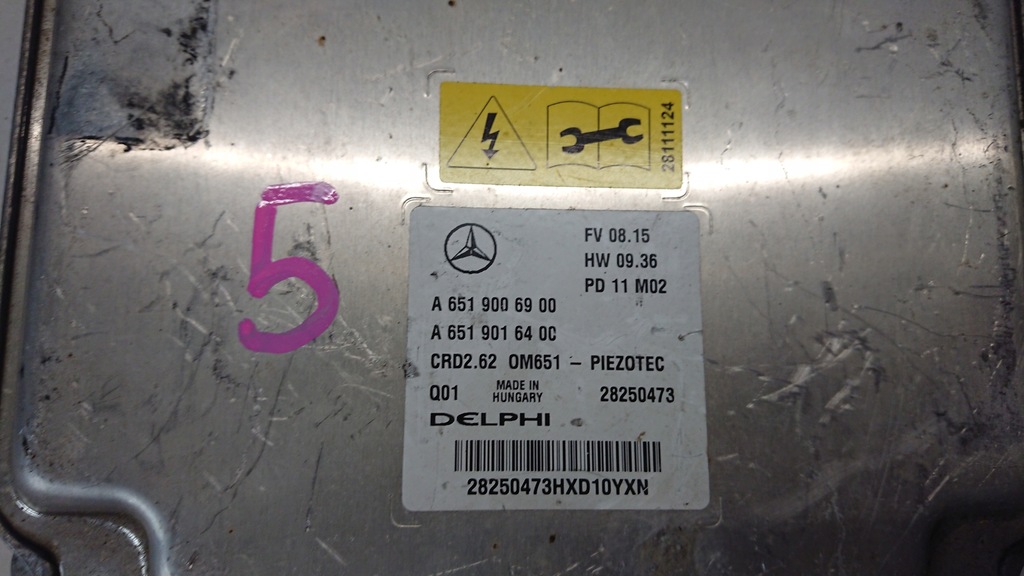 28111124
5
FV 08.15
HW 09.36
PD 11 M02
A 651 900 69 00
A 651 901 64 00
CRD2.62 OM651 - PIEZOTEC
Q01 MADE IN HUNGARY 28250473
DELPHI
28250473HXD10YXN